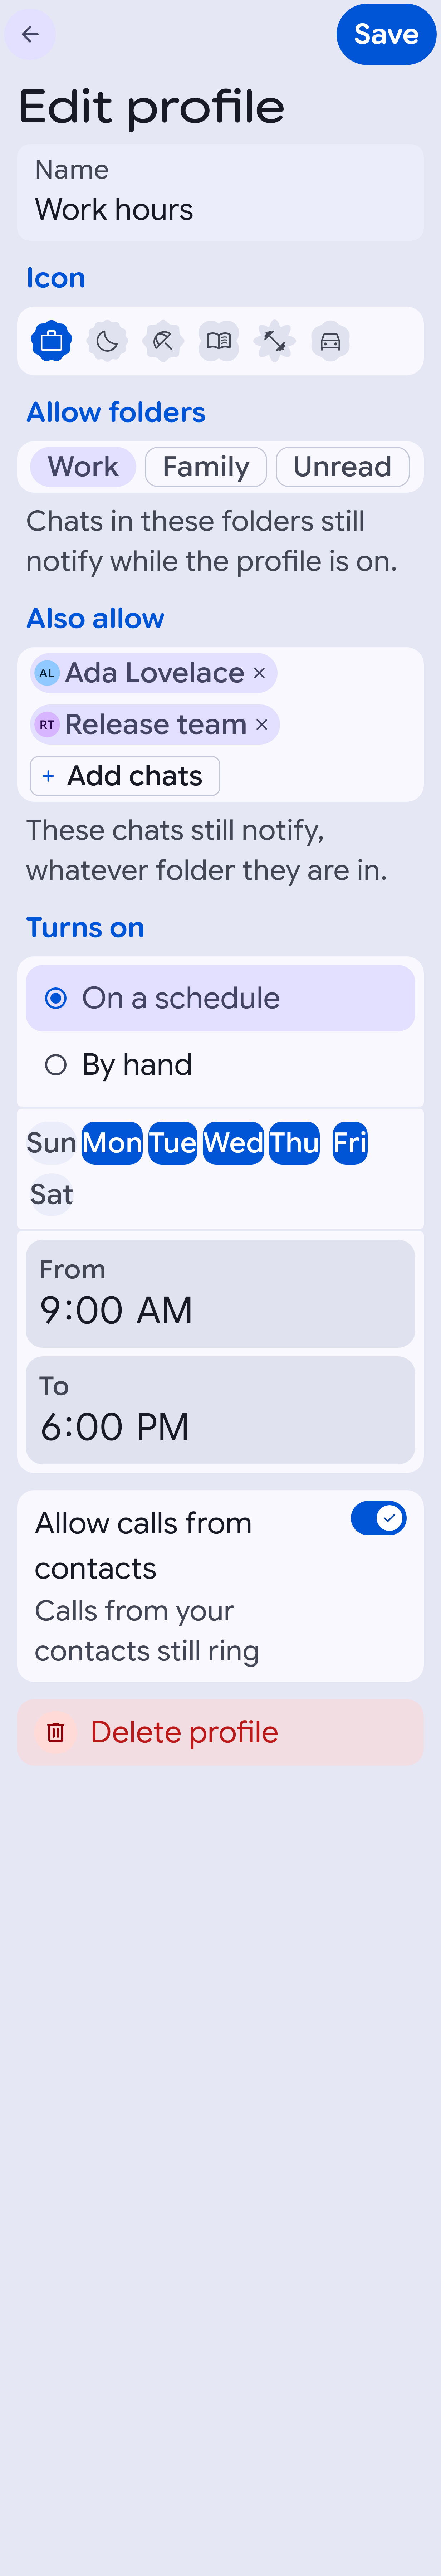 Save
Edit profile
Name
Work hours
Icon
Allow folders
Work Family Unread
Chats in these folders still
notify while the profile is on.
Also allow
AL Ada Lovelace ×
RT Release team ×
+ Add chats
These chats still notify,
whatever folder they are in.
Turns on
On a schedule
By hand
Sun Mon Tue Wed Thu Fri
Sat
From
9:00 AM
To
6:00 PM
Allow calls from
contacts
Calls from your
contacts still ring
Delete profile